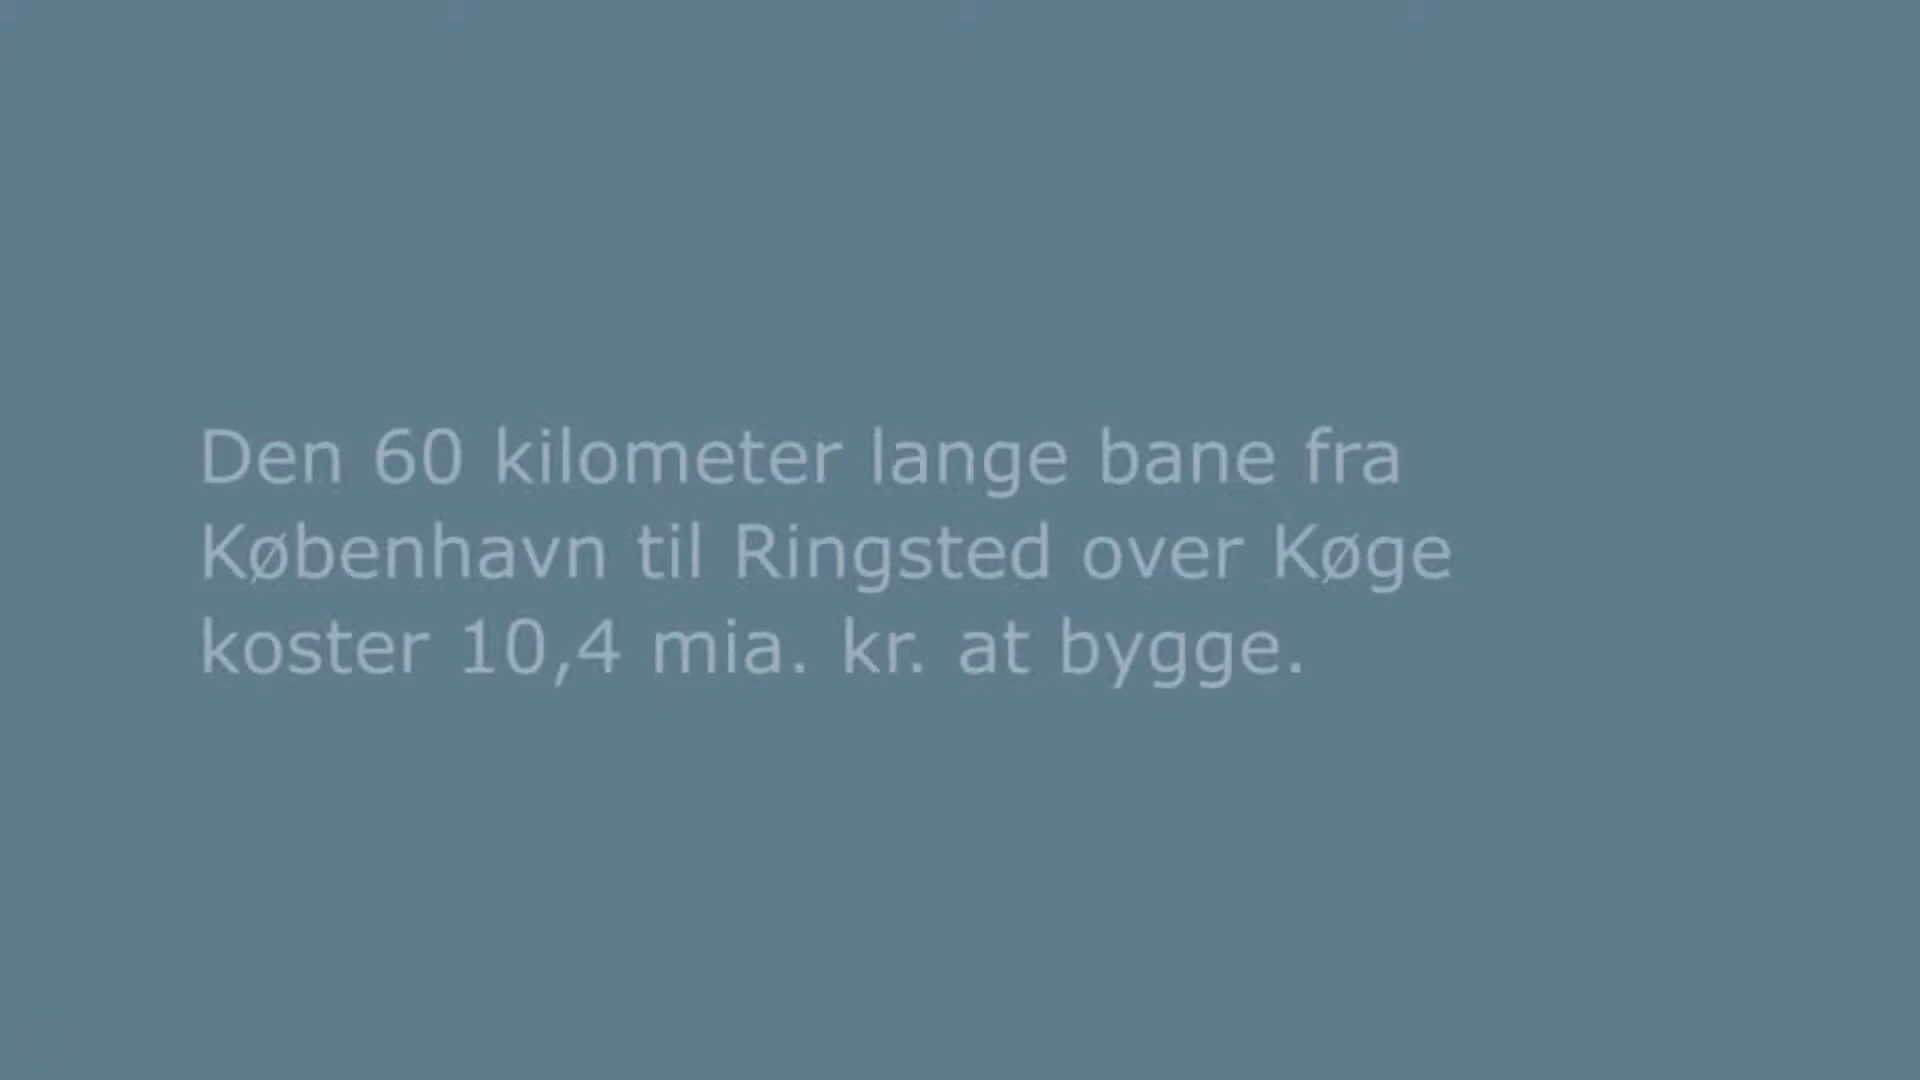 Den 60 kilometer lange bane fra
København til Ringsted over Køge
koster 10,4 mia. kr. at bygge.